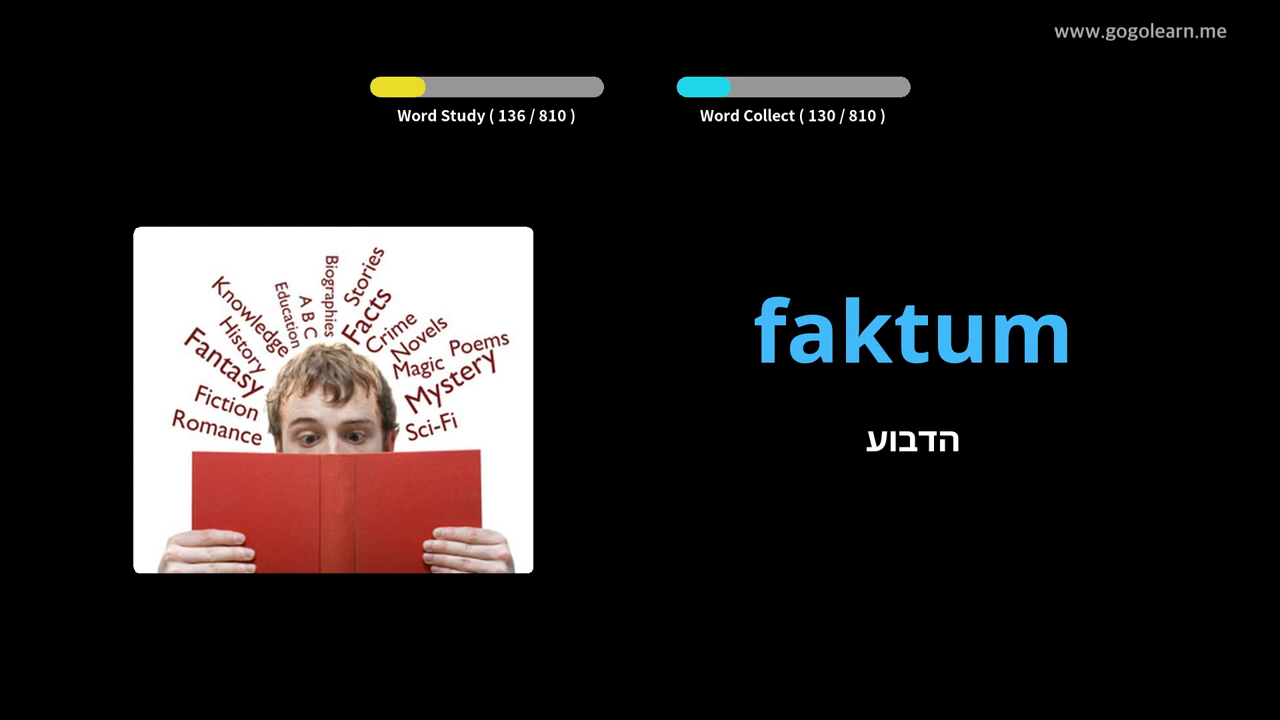 www.gogolearn.me
Word Study ( 136 / 810 )
Word Collect ( 130 / 810 )
Biographies
Stories
Education
A B C
Facts
Knowledge
Crime
History
Novels
Poems
Fantasy
Magic
Mystery
Fiction
Romance
Sci-Fi
faktum
הדבוע